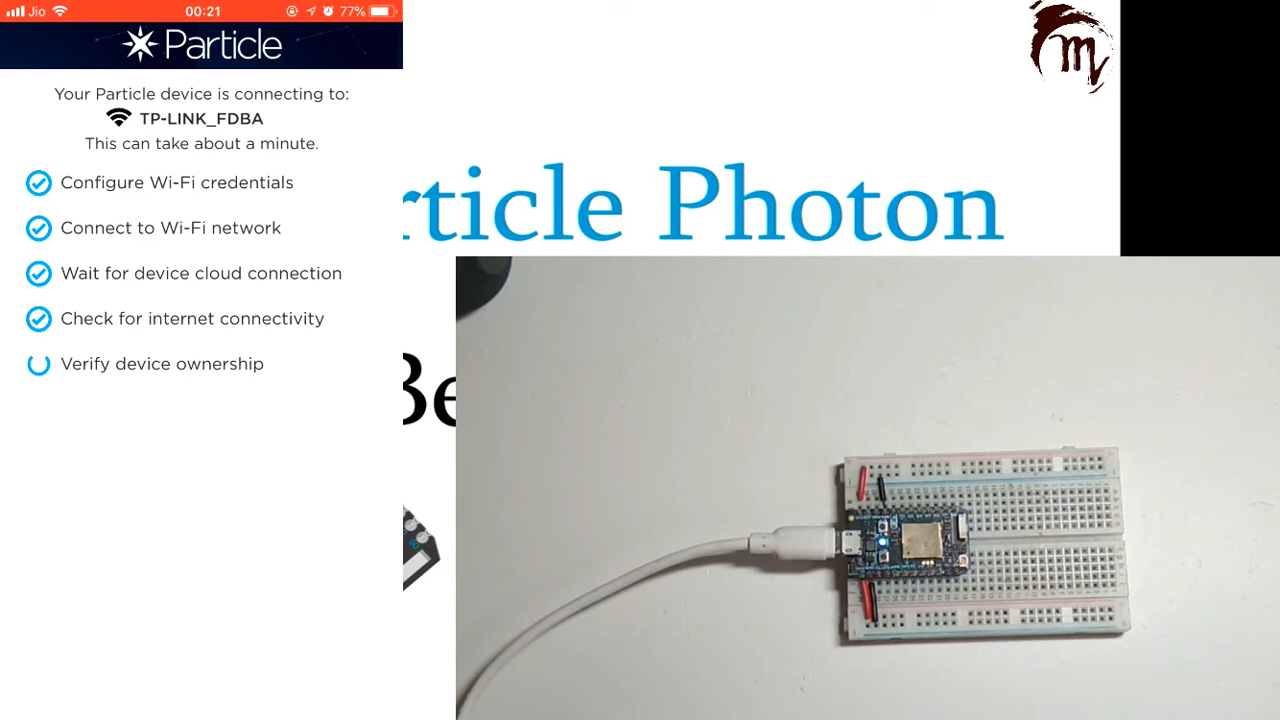 Jio 00:21 77%
Particle
Your Particle device is connecting to:
TP-LINK_FDBA
This can take about a minute.
Configure Wi-Fi credentials
Connect to Wi-Fi network
Wait for device cloud connection
Check for internet connectivity
Verify device ownership
m
rticle Photon
Be